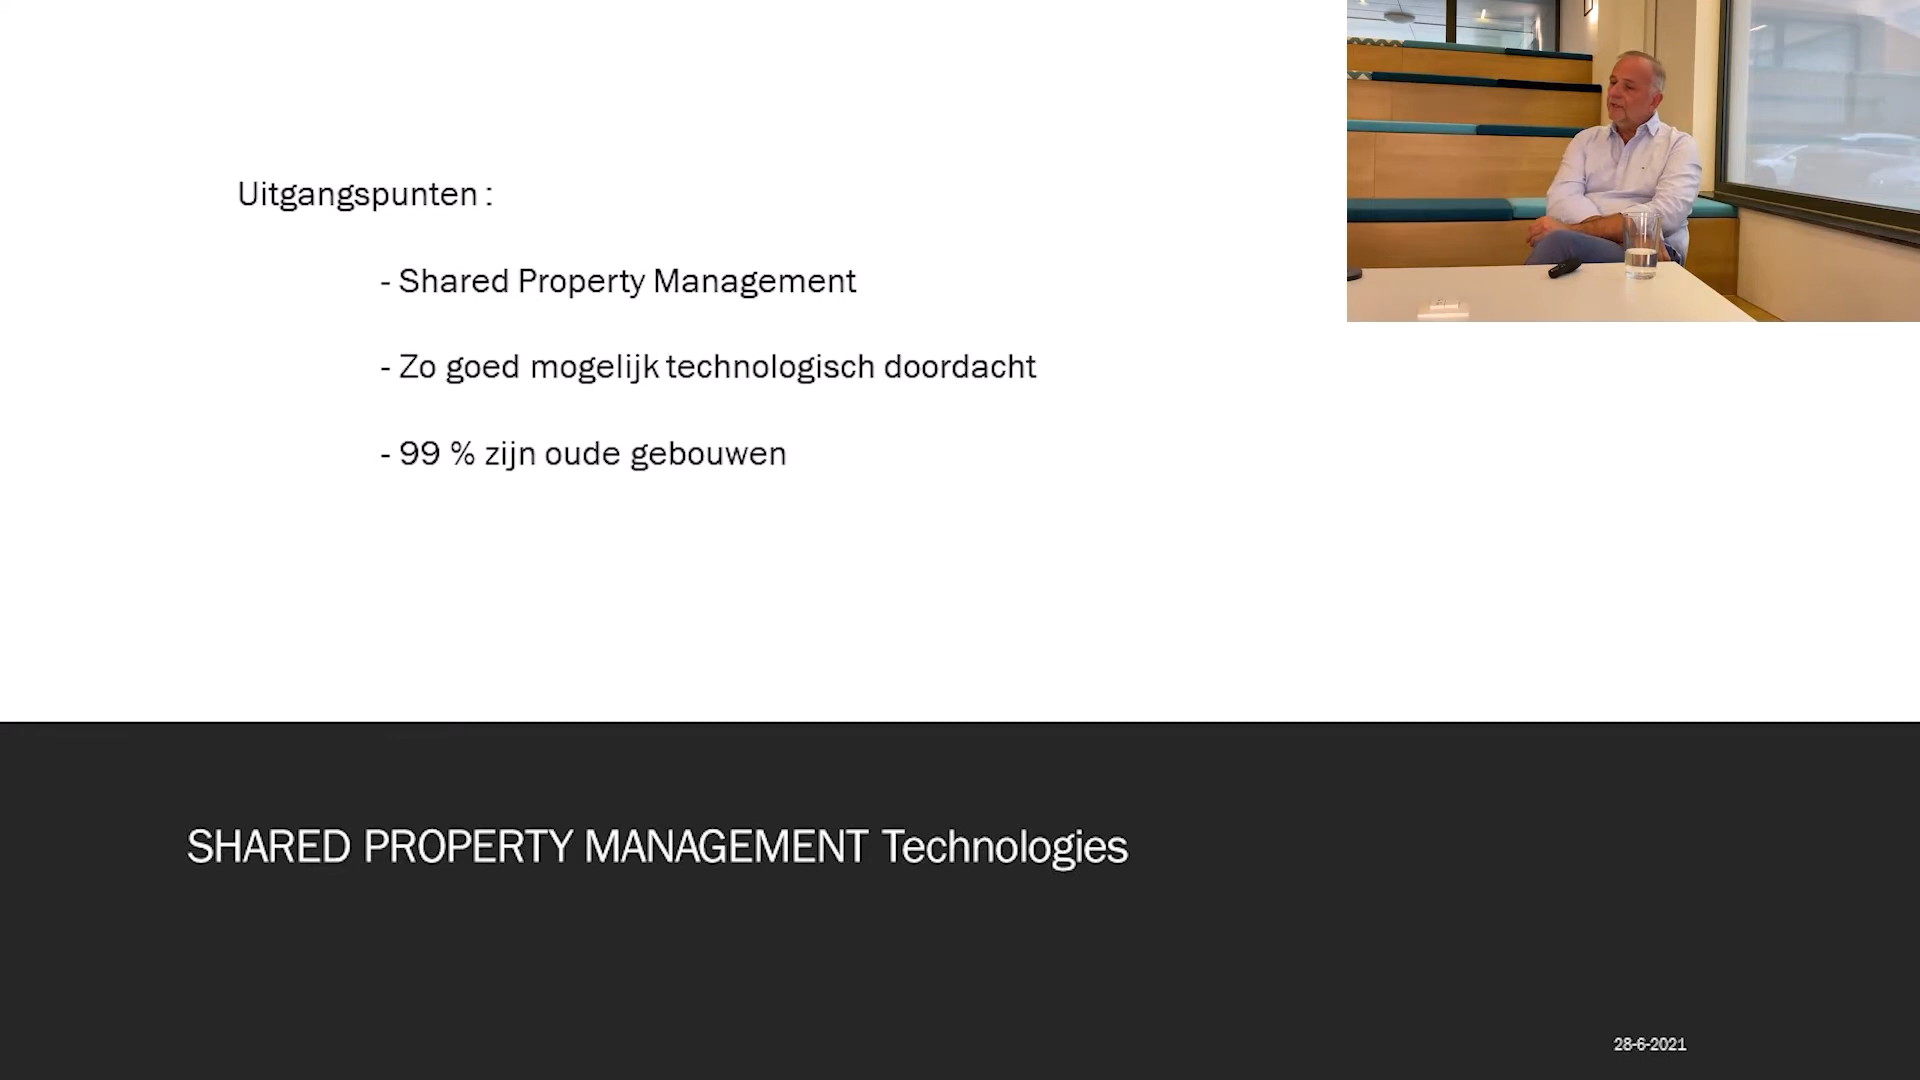 Uitgangspunten :
- Shared Property Management
- Zo goed mogelijk technologisch doordacht
- 99 % zijn oude gebouwen
SHARED PROPERTY MANAGEMENT Technologies
28-6-2021